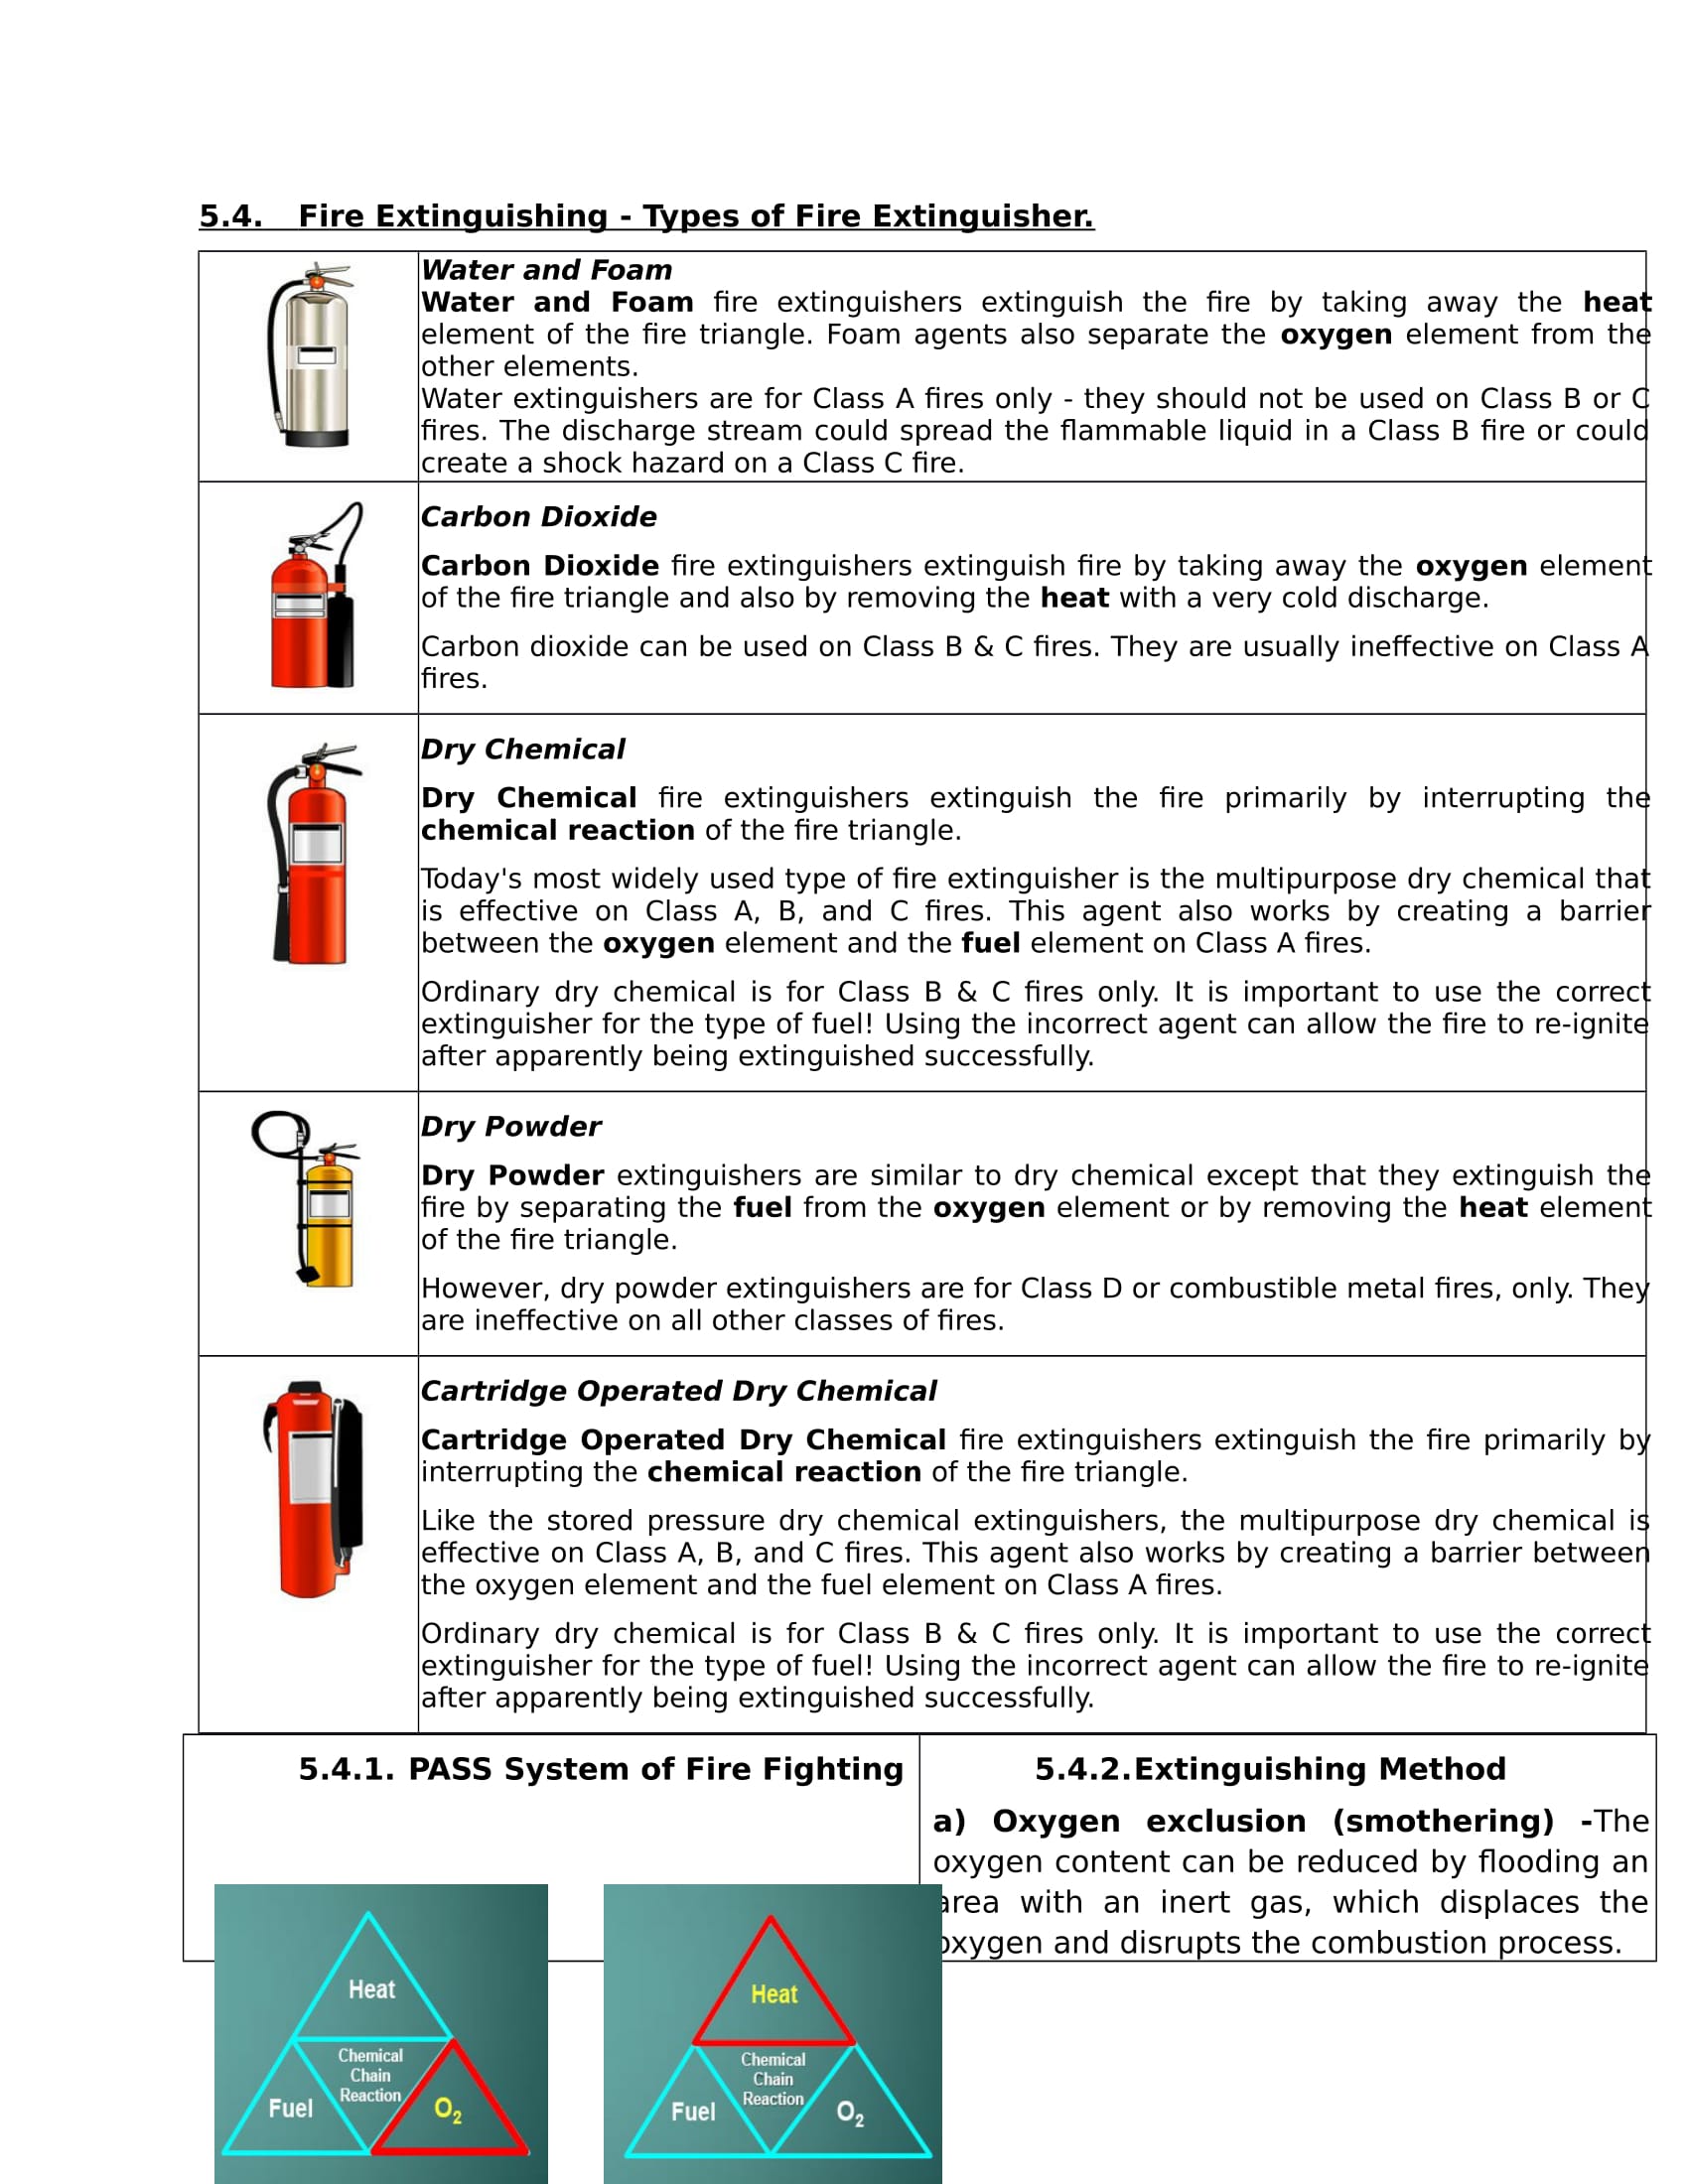 5.4. Fire Extinguishing - Types of Fire Extinguisher.
Water and Foam
Water and Foam fire extinguishers extinguish the fire by taking away the heat
element of the fire triangle. Foam agents also separate the oxygen element from the
other elements.
Water extinguishers are for Class A fires only - they should not be used on Class B or C
fires. The discharge stream could spread the flammable liquid in a Class B fire or could
create a shock hazard on a Class C fire.
Carbon Dioxide
Carbon Dioxide fire extinguishers extinguish fire by taking away the oxygen element
of the fire triangle and also by removing the heat with a very cold discharge.
Carbon dioxide can be used on Class B & C fires. They are usually ineffective on Class A
fires.
Dry Chemical
Dry Chemical fire extinguishers extinguish the fire primarily by interrupting the
chemical reaction of the fire triangle.
Today's most widely used type of fire extinguisher is the multipurpose dry chemical that
is effective on Class A, B, and C fires. This agent also works by creating a barrier
between the oxygen element and the fuel element on Class A fires.
Ordinary dry chemical is for Class B & C fires only. It is important to use the correct
extinguisher for the type of fuel! Using the incorrect agent can allow the fire to re-ignite
after apparently being extinguished successfully.
Dry Powder
Dry Powder extinguishers are similar to dry chemical except that they extinguish the
fire by separating the fuel from the oxygen element or by removing the heat element
of the fire triangle.
However, dry powder extinguishers are for Class D or combustible metal fires, only. They
are ineffective on all other classes of fires.
Cartridge Operated Dry Chemical
Cartridge Operated Dry Chemical fire extinguishers extinguish the fire primarily by
interrupting the chemical reaction of the fire triangle.
Like the stored pressure dry chemical extinguishers, the multipurpose dry chemical is
effective on Class A, B, and C fires. This agent also works by creating a barrier between
the oxygen element and the fuel element on Class A fires.
Ordinary dry chemical is for Class B & C fires only. It is important to use the correct
extinguisher for the type of fuel! Using the incorrect agent can allow the fire to re-ignite
after apparently being extinguished successfully.
5.4.1. PASS System of Fire Fighting
5.4.2.Extinguishing Method
a) Oxygen exclusion (smothering) -The
oxygen content can be reduced by flooding an
area with an inert gas, which displaces the
oxygen and disrupts the combustion process.
Heat
Chemical
Chain
Reaction
Fuel
O2
Heat
Chemical
Chain
Reaction
Fuel
O2